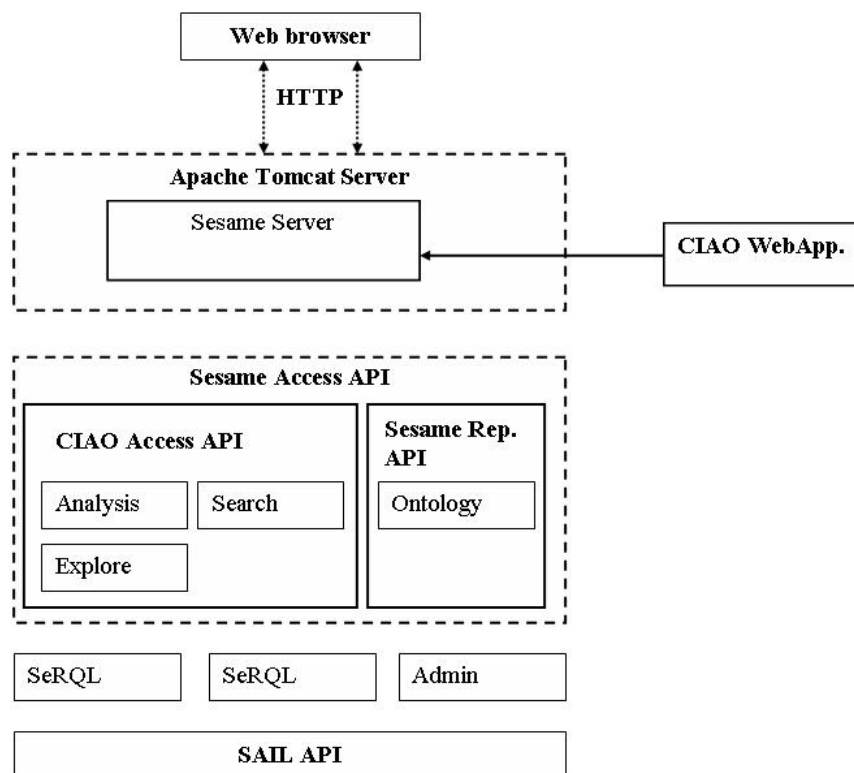 Web browser
HTTP
Apache Tomcat Server
Sesame Server
CIAO WebApp.
Sesame Access API
CIAO Access API
Sesame Rep.
API
Analysis
Search
Ontology
Explore
SeRQL
SeRQL
Admin
SAIL API